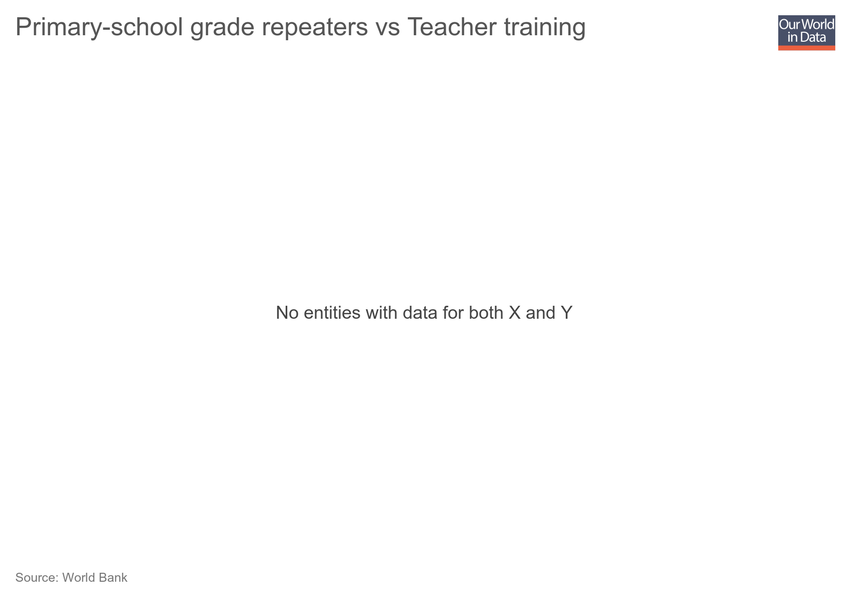 Primary-school grade repeaters vs Teacher training
Our World
in Data
No entities with data for both X and Y
Source: World Bank